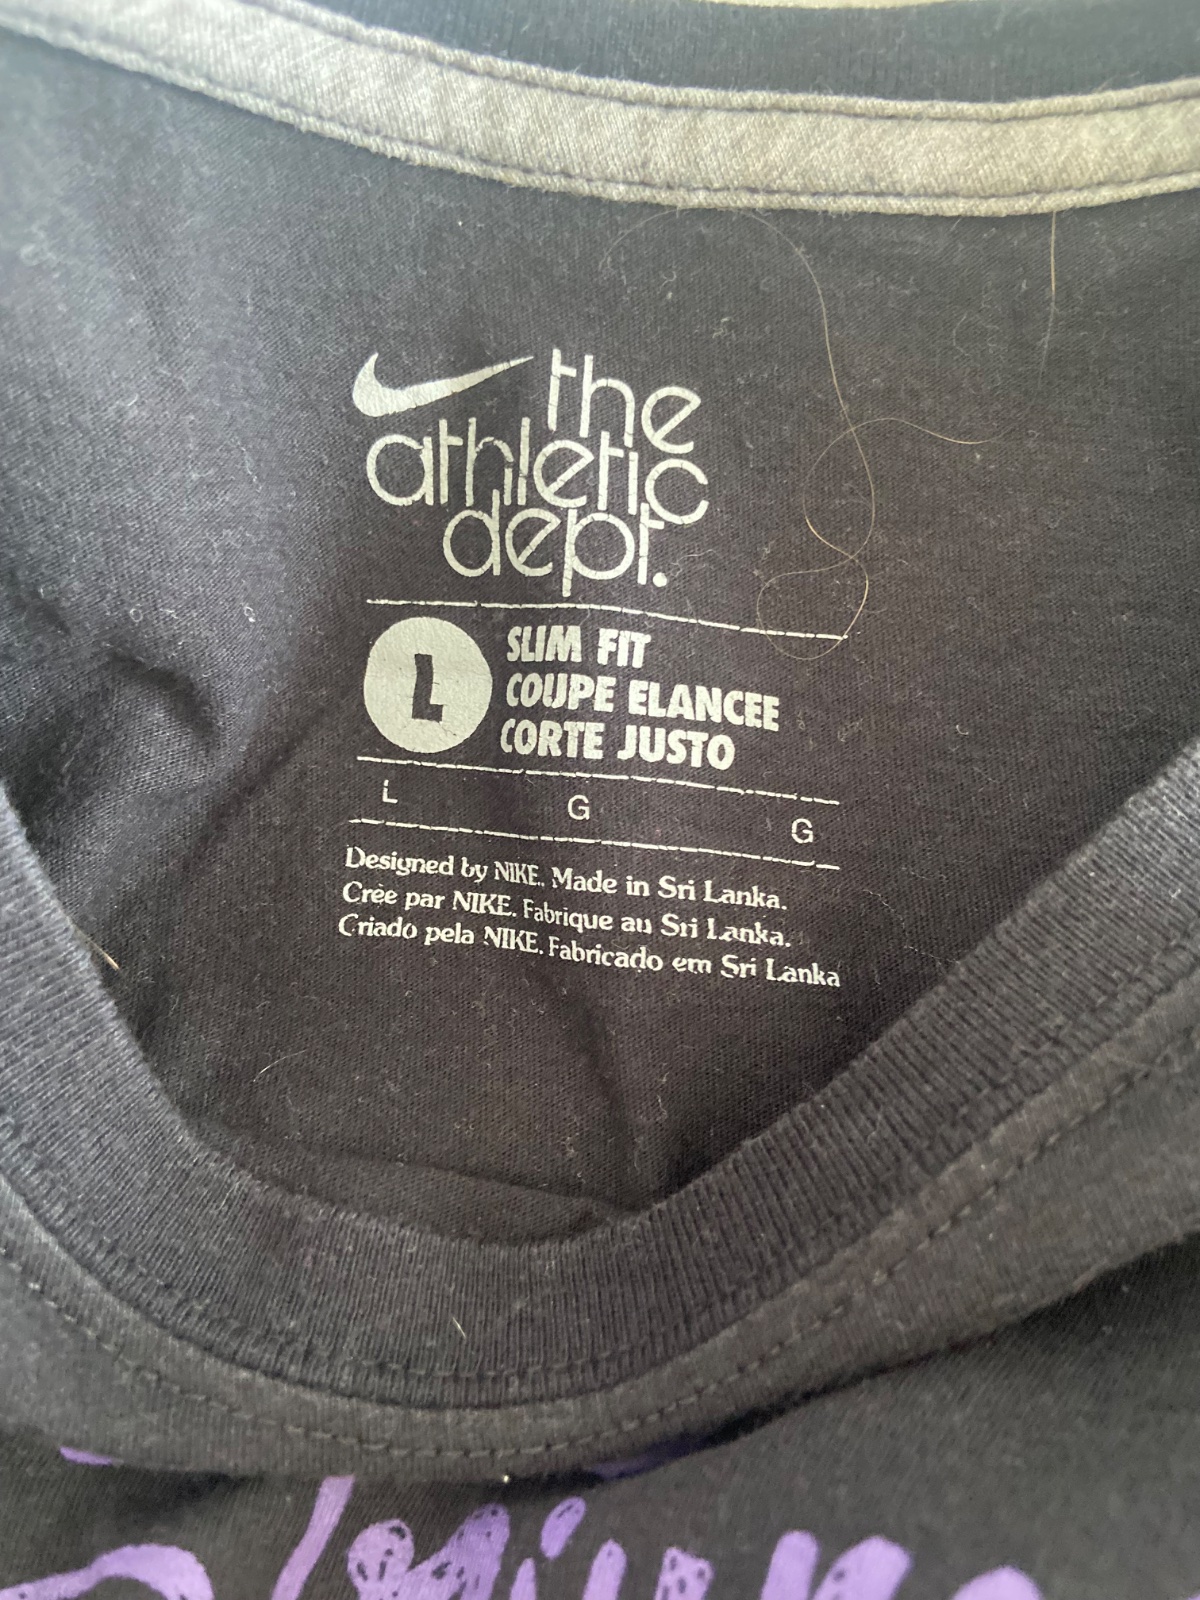 the
athletic
dept.
L
SLIM FIT
COUPE ELANCEE
CORTE JUSTO
L G G
Designed by NIKE. Made in Sri Lanka.
Crèe par NIKE. Fabrique au Sri Lanka.
Criado pela NIKE. Fabricado em Sri Lanka